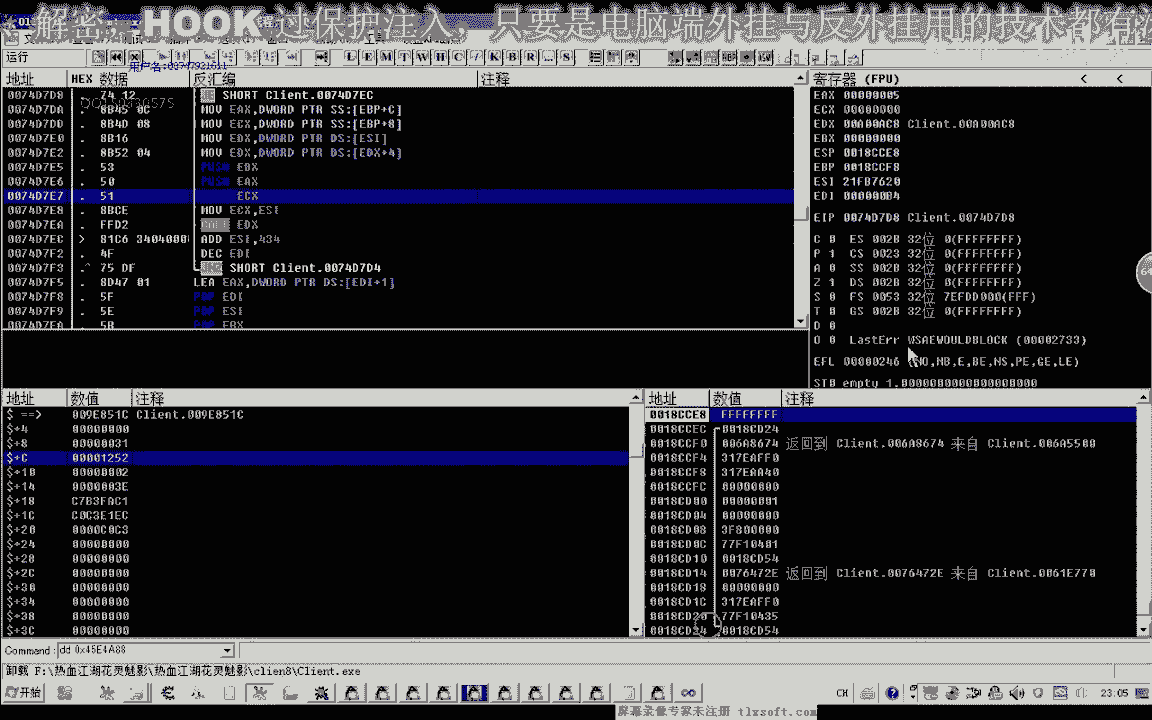 解密，HOOK 过保护注入，只要是电脑端外挂与反外挂用的技术都有
运行
L E M T W H C / K B R ... S
用户名:
地址 HEX 数据 反汇编 注释
0074D7D8 . 74 12 SHORT Client.0074D7EC
0074D7DA . 8B45 0C MOV EAX,DWORD PTR SS:[EBP+C]
0074D7DD . 8B4D 08 MOV ECX,DWORD PTR SS:[EBP+8]
0074D7E0 . 8B16 MOV EDX,DWORD PTR DS:[ESI]
0074D7E2 . 8B52 04 MOV EDX,DWORD PTR DS:[EDX+4]
0074D7E5 . 53 PUSH EBX
0074D7E6 . 50 PUSH EAX
0074D7E7 . 51 ECX
0074D7E8 . 8BCE MOV ECX,ESI
0074D7EA . FFD2 CALL EDX
0074D7EC > 81C6 34040000 ADD ESI,434
0074D7F2 . 4F DEC EDI
0074D7F3 .^ 75 DF SHORT Client.0074D7D4
0074D7F5 . 8D47 01 LEA EAX,DWORD PTR DS:[EDI+1]
0074D7F8 . 5F POP EDI
0074D7F9 . 5E POP ESI
0074D7FA . 5B POP EBX
寄存器 (FPU) < <
EAX 00000005
ECX 00000000
EDX 00A00AC8 Client.00A00AC8
EBX 00000000
ESP 0018CCE8
EBP 0018CCF8
ESI 21FB7620
EDI 00000004
EIP 0074D7D8 Client.0074D7D8
C 0 ES 002B 32位 0(FFFFFFFF)
P 1 CS 0023 32位 0(FFFFFFFF)
A 0 SS 002B 32位 0(FFFFFFFF)
Z 1 DS 002B 32位 0(FFFFFFFF)
S 0 FS 0053 32位 7EFDD000(FFF)
T 0 GS 002B 32位 0(FFFFFFFF)
D 0
O 0 LastErr WSAEWOULDBLOCK (00002733)
EFL 00000246 (NO,NB,E,BE,NS,PE,GE,LE)
ST0 empty 1.0000000000000000000
地址 数值 注释
$ ==> 009E851C Client.009E851C
$+4 00000000
$+8 00000031
$+C 00001252
$+10 00000002
$+14 0000003E
$+18 C7B3FAC1
$+1C C0C3E1EC
$+20 0000C0C3
$+24 00000000
$+28 00000000
$+2C 00000000
$+30 00000000
$+34 00000000
$+38 00000000
$+3C 00000000
地址 数值 注释
0018CCE8 FFFFFFFF
0018CCEC 0018CD24
0018CCF0 006A8674 返回到 Client.006A8674 来自 Client.006A5500
0018CCF4 317EAFF0
0018CCF8 317EAA40
0018CCFC 00000000
0018CD00 00000001
0018CD04 00000000
0018CD08 3F800000
0018CD0C 77F10401
0018CD10 0018CD54
0018CD14 0076472E 返回到 Client.0076472E 来自 Client.0061E770
0018CD18 00000000
0018CD1C 317EAFF0
0018CD20 77F10435
0018CD24 0018CD54
Command: dd 0x45E4A88
卸载 F:\热血江湖花灵魅影\热血江湖花灵魅影\clien8\Client.exe
开始
CH
23:05
屏幕录像专家未注册 tlxsoft.com
64